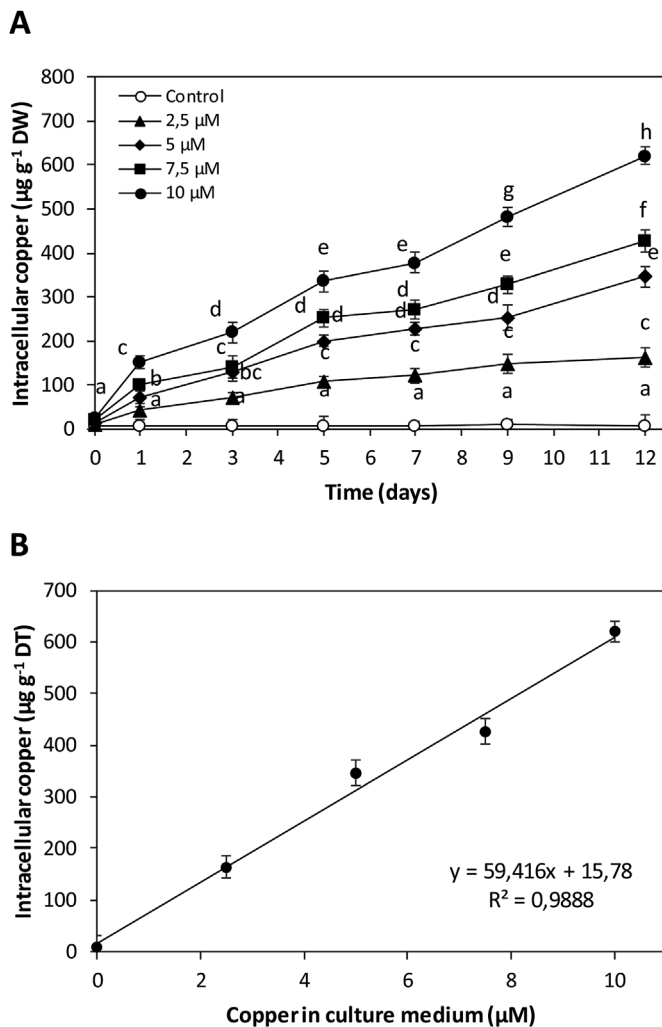 A
800
700
600
500
400
300
200
100
0
Intracellular copper (µg g⁻¹ DW)
Control
2,5 µM
5 µM
7,5 µM
10 µM
h
g
f
e e e e
d d d d
c c c
d d
a b bc c c c
a a a a a a
0 1 2 3 4 5 6 7 8 9 10 11 12
Time (days)
B
700
600
500
400
300
200
100
0
Intracellular copper (µg g⁻¹ DT)
y = 59,416x + 15,78
R² = 0,9888
0 2 4 6 8 10
Copper in culture medium (µM)